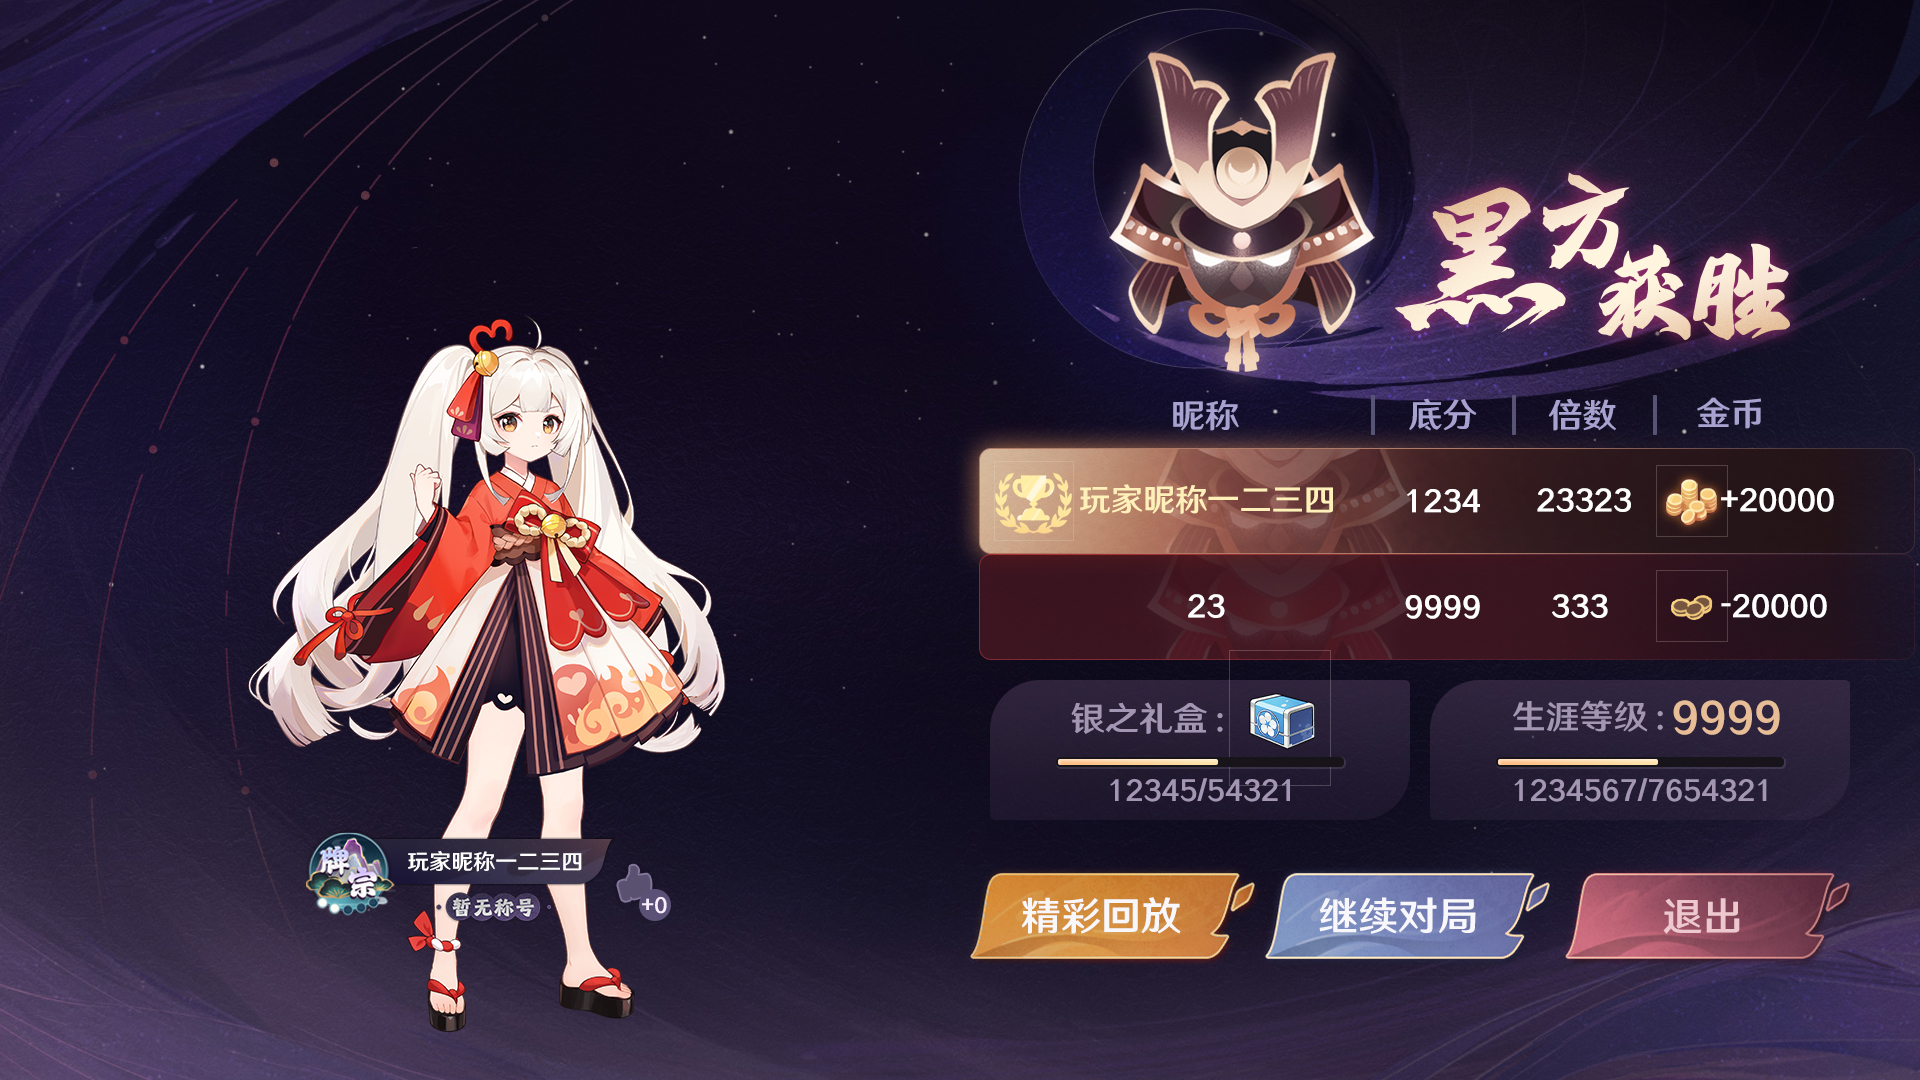 黑方获胜
昵称 底分 倍数 金币
玩家昵称一二三四 1234 23323 +20000
23 9999 333 -20000
银之礼盒: 生涯等级: 9999
12345/54321 1234567/7654321
牌宗 玩家昵称一二三四
暂无称号 +0
精彩回放 继续对局 退出